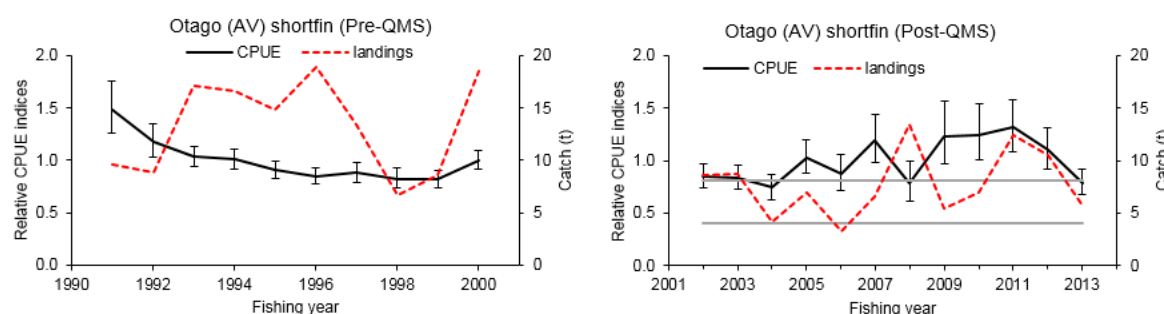 Otago (AV) shortfin (Pre-QMS)
CPUE landings
2.0 20
1.5 15
1.0 10
0.5 5
0.0 0
Relative CPUE indices
Catch (t)
1990 1992 1994 1996 1998 2000
Fishing year
Otago (AV) shortfin (Post-QMS)
CPUE landings
2.0 20
1.5 15
1.0 10
0.5 5
0.0 0
Relative CPUE indices
Catch (t)
2001 2003 2005 2007 2009 2011 2013
Fishing year